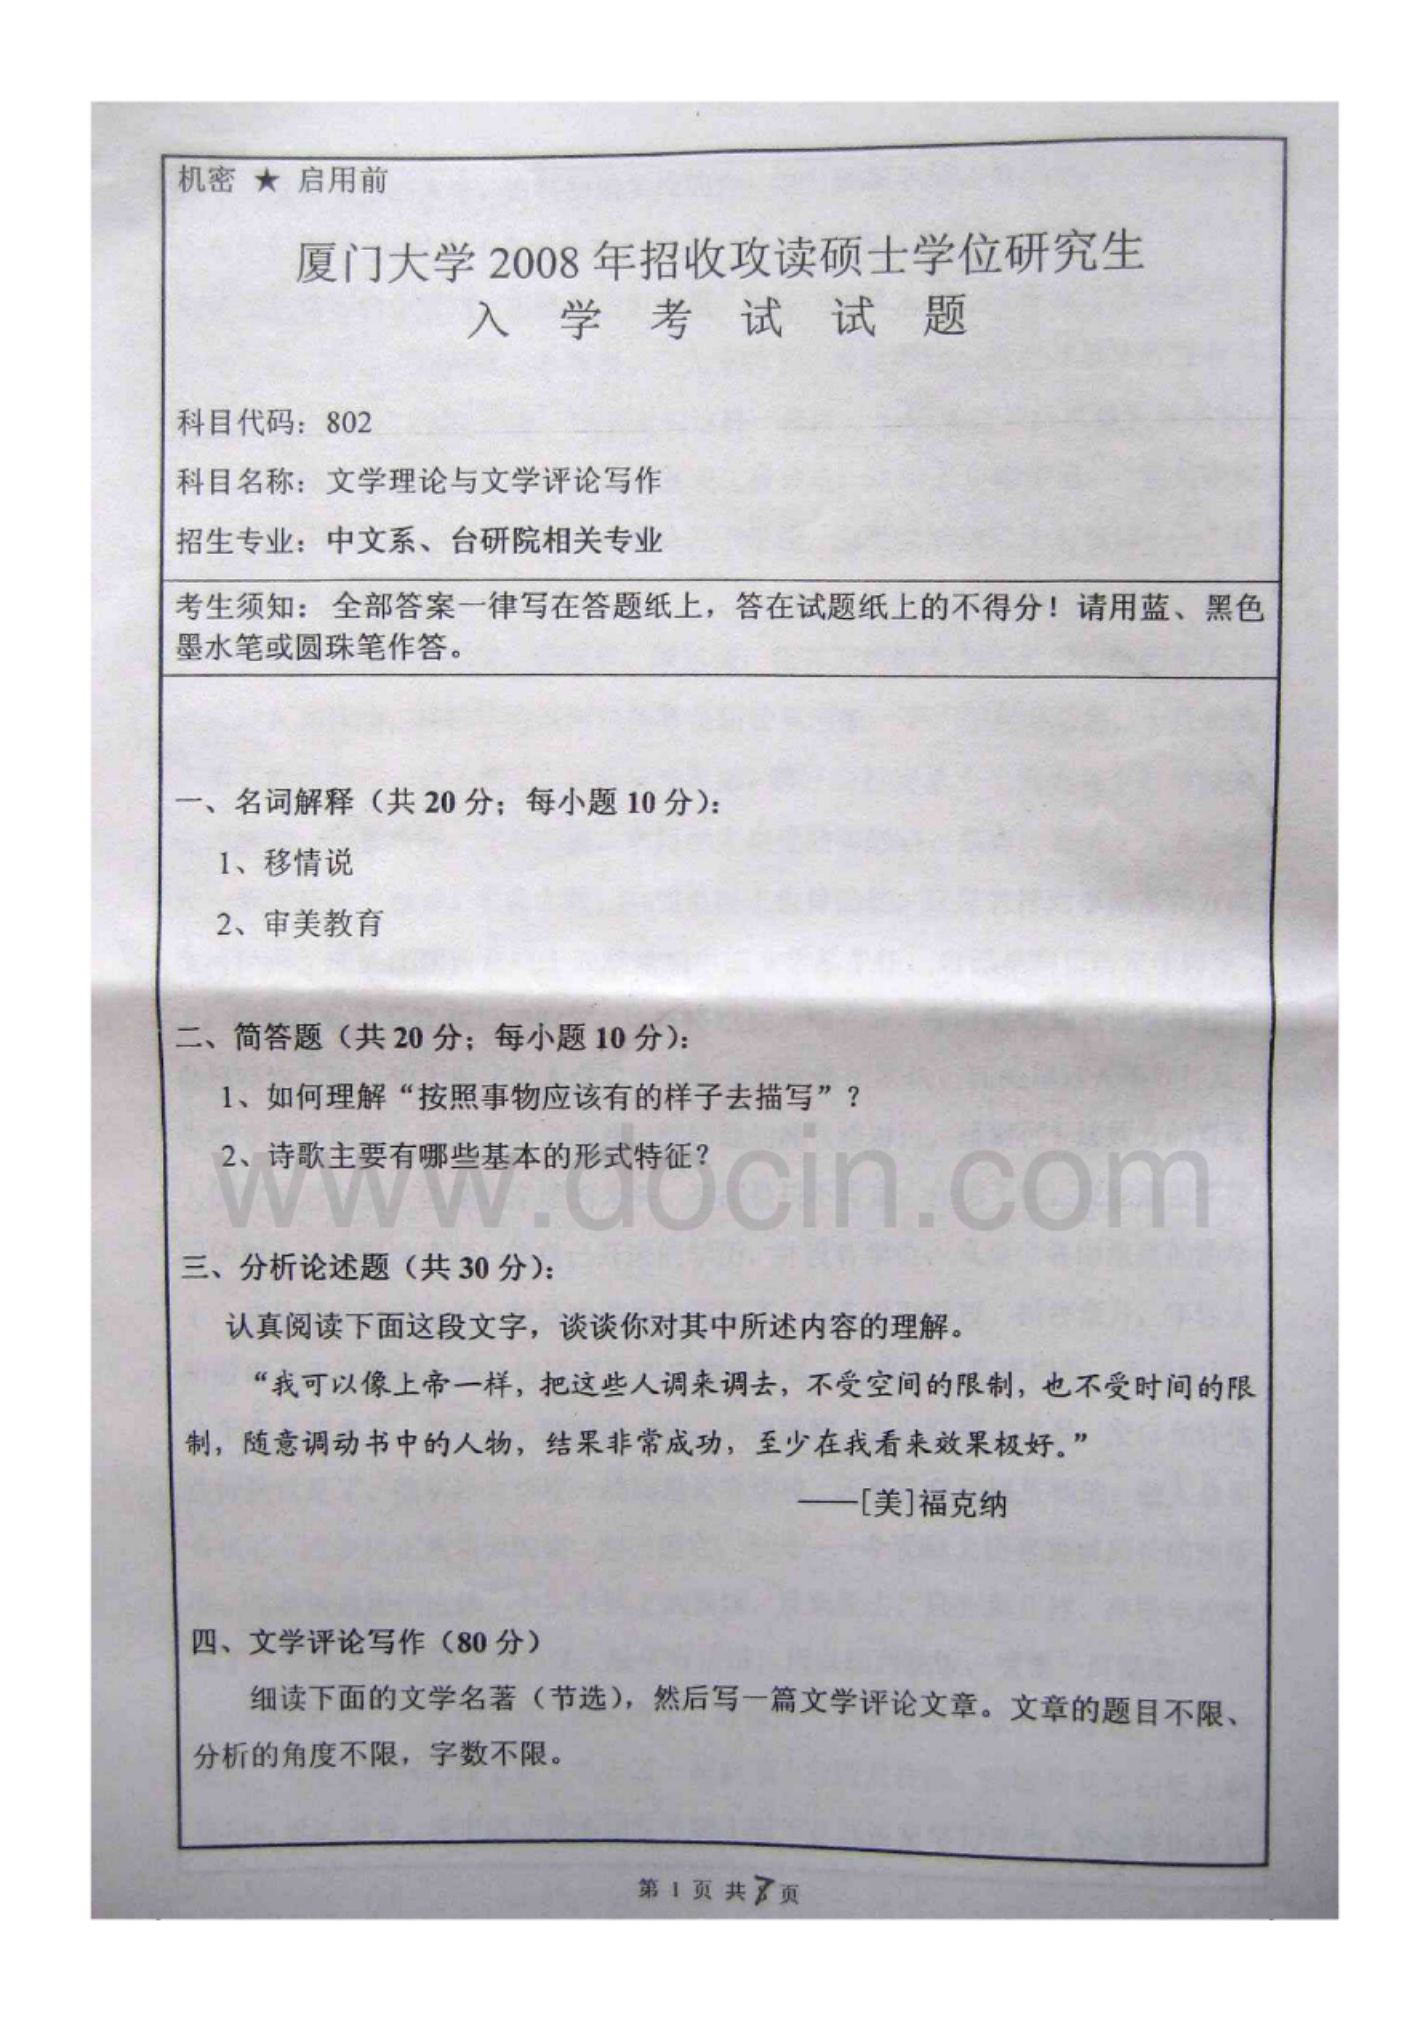 机密 ★ 启用前
厦门大学 2008 年招收攻读硕士学位研究生
入 学 考 试 试 题
科目代码：802
科目名称：文学理论与文学评论写作
招生专业：中文系、台研院相关专业
考生须知： 全部答案一律写在答题纸上，答在试题纸上的不得分！请用蓝、黑色
墨水笔或圆珠笔作答。
一、名词解释（共 20 分；每小题 10 分）：
1、移情说
2、审美教育
二、简答题（共 20 分；每小题 10 分）：
1、如何理解“按照事物应该有的样子去描写”？
2、诗歌主要有哪些基本的形式特征？
www.docin.com
三、分析论述题（共 30 分）：
认真阅读下面这段文字，谈谈你对其中所述内容的理解。
“我可以像上帝一样，把这些人调来调去，不受空间的限制，也不受时间的限
制，随意调动书中的人物，结果非常成功，至少在我看来效果极好。”
——[美]福克纳
四、文学评论写作（80 分）
细读下面的文学名著（节选），然后写一篇文学评论文章。文章的题目不限、
分析的角度不限，字数不限。
第 1 页 共 7 页